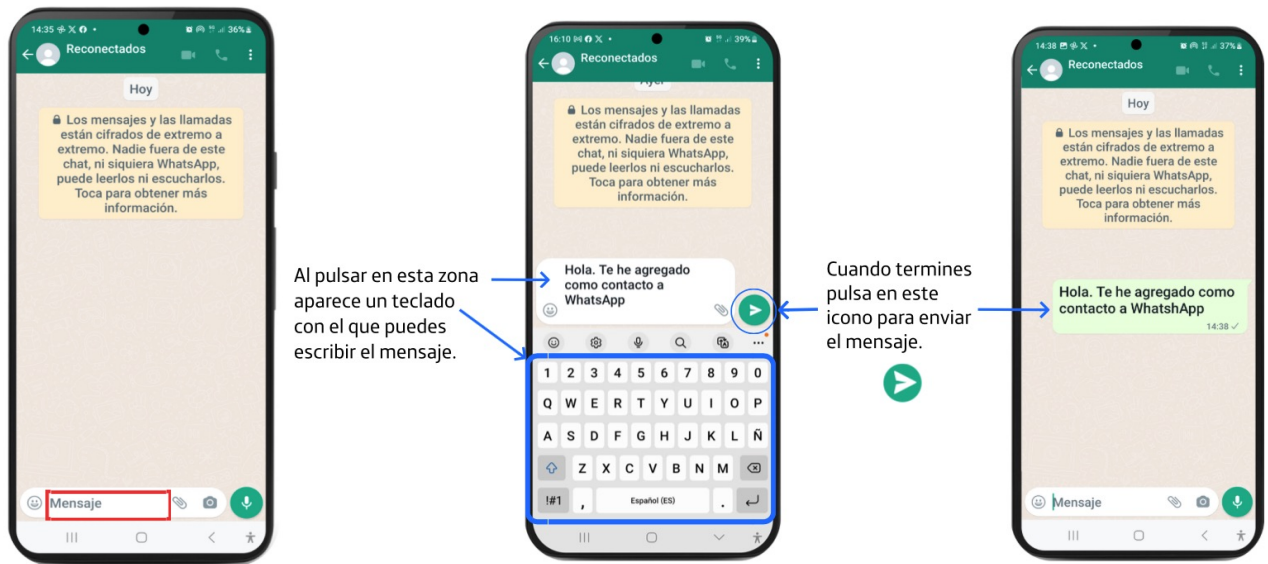 14:35
36%
Reconectados
Hoy
Los mensajes y las llamadas
están cifrados de extremo a
extremo. Nadie fuera de este
chat, ni siquiera WhatsApp,
puede leerlos ni escucharlos.
Toca para obtener más
información.
Mensaje
Al pulsar en esta zona
aparece un teclado
con el que puedes
escribir el mensaje.
16:10
39%
Reconectados
Ayer
Los mensajes y las llamadas
están cifrados de extremo a
extremo. Nadie fuera de este
chat, ni siquiera WhatsApp,
puede leerlos ni escucharlos.
Toca para obtener más
información.
Hola. Te he agregado
como contacto a
WhatsApp
1 2 3 4 5 6 7 8 9 0
Q W E R T Y U I O P
A S D F G H J K L Ñ
Z X C V B N M
!#1 , Español (ES) .
Cuando termines
pulsa en este
icono para enviar
el mensaje.
14:38
37%
Reconectados
Hoy
Los mensajes y las llamadas
están cifrados de extremo a
extremo. Nadie fuera de este
chat, ni siquiera WhatsApp,
puede leerlos ni escucharlos.
Toca para obtener más
información.
Hola. Te he agregado como
contacto a WhatshApp
14:38
Mensaje